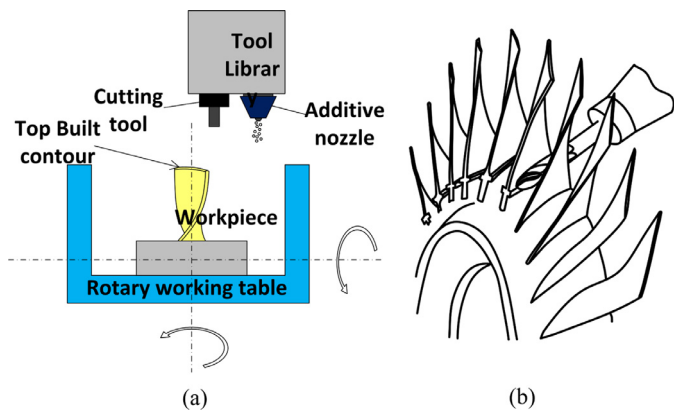 Tool
Librar
y
Cutting
tool
Additive
nozzle
Top Built
contour
Workpiece
Rotary working table
(a)
(b)